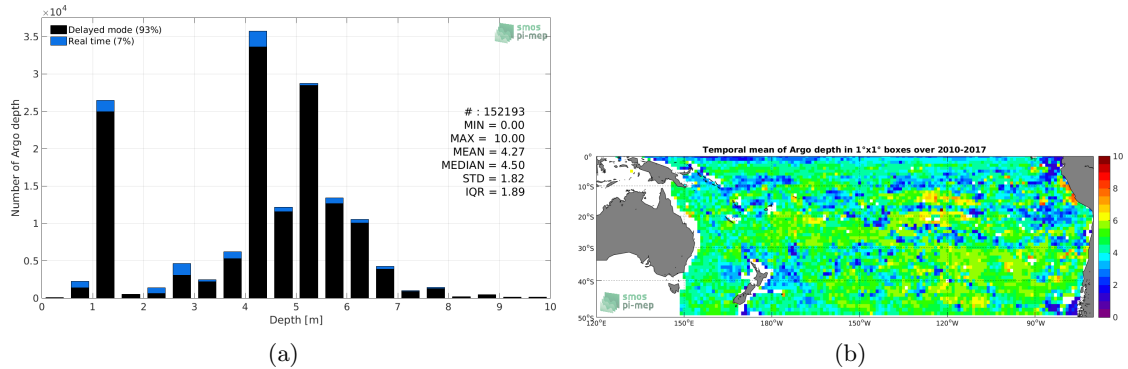 ×10⁴
Delayed mode (93%)
Real time (7%)
smos
pi-mep
3.5
3
2.5
2
1.5
1
0.5
0
Number of Argo depth
# : 152193
MIN = 0.00
MAX = 10.00
MEAN = 4.27
MEDIAN = 4.50
STD = 1.82
IQR = 1.89
0 1 2 3 4 5 6 7 8 9 10
Depth [m]
(a)
Temporal mean of Argo depth in 1°x1° boxes over 2010-2017
0°
10°S
20°S
30°S
40°S
50°S
120°E 150°E 180°W 150°W 120°W 90°W
smos
pi-mep
10
8
6
4
2
0
(b)